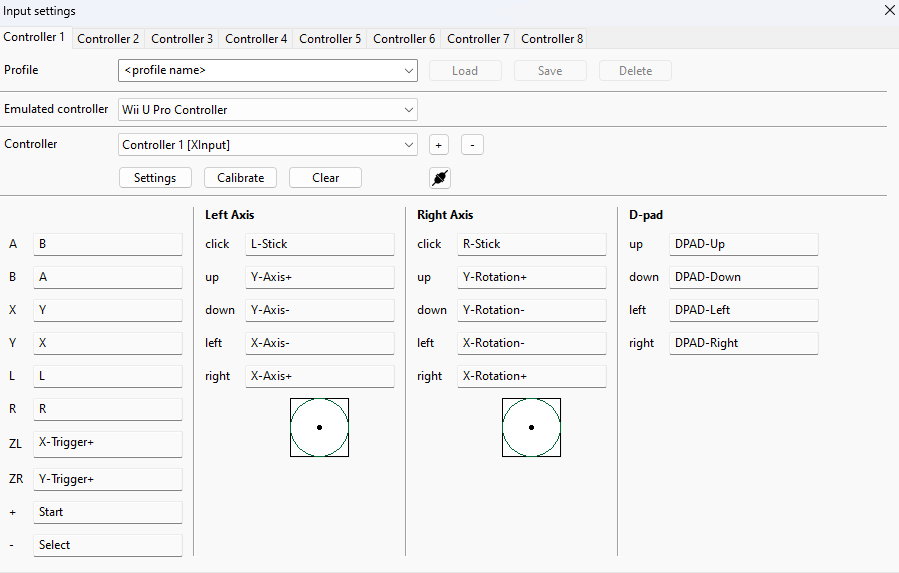 Input settings
Controller 1 Controller 2 Controller 3 Controller 4 Controller 5 Controller 6 Controller 7 Controller 8
Profile <profile name> Load Save Delete
Emulated controller Wii U Pro Controller
Controller Controller 1 [XInput] + -
Settings Calibrate Clear
Left Axis Right Axis D-pad
A B click L-Stick click R-Stick up DPAD-Up
B A up Y-Axis+ up Y-Rotation+ down DPAD-Down
X Y down Y-Axis- down Y-Rotation- left DPAD-Left
Y X left X-Axis- left X-Rotation- right DPAD-Right
L L right X-Axis+ right X-Rotation+
R R
ZL X-Trigger+
ZR Y-Trigger+
+ Start
- Select